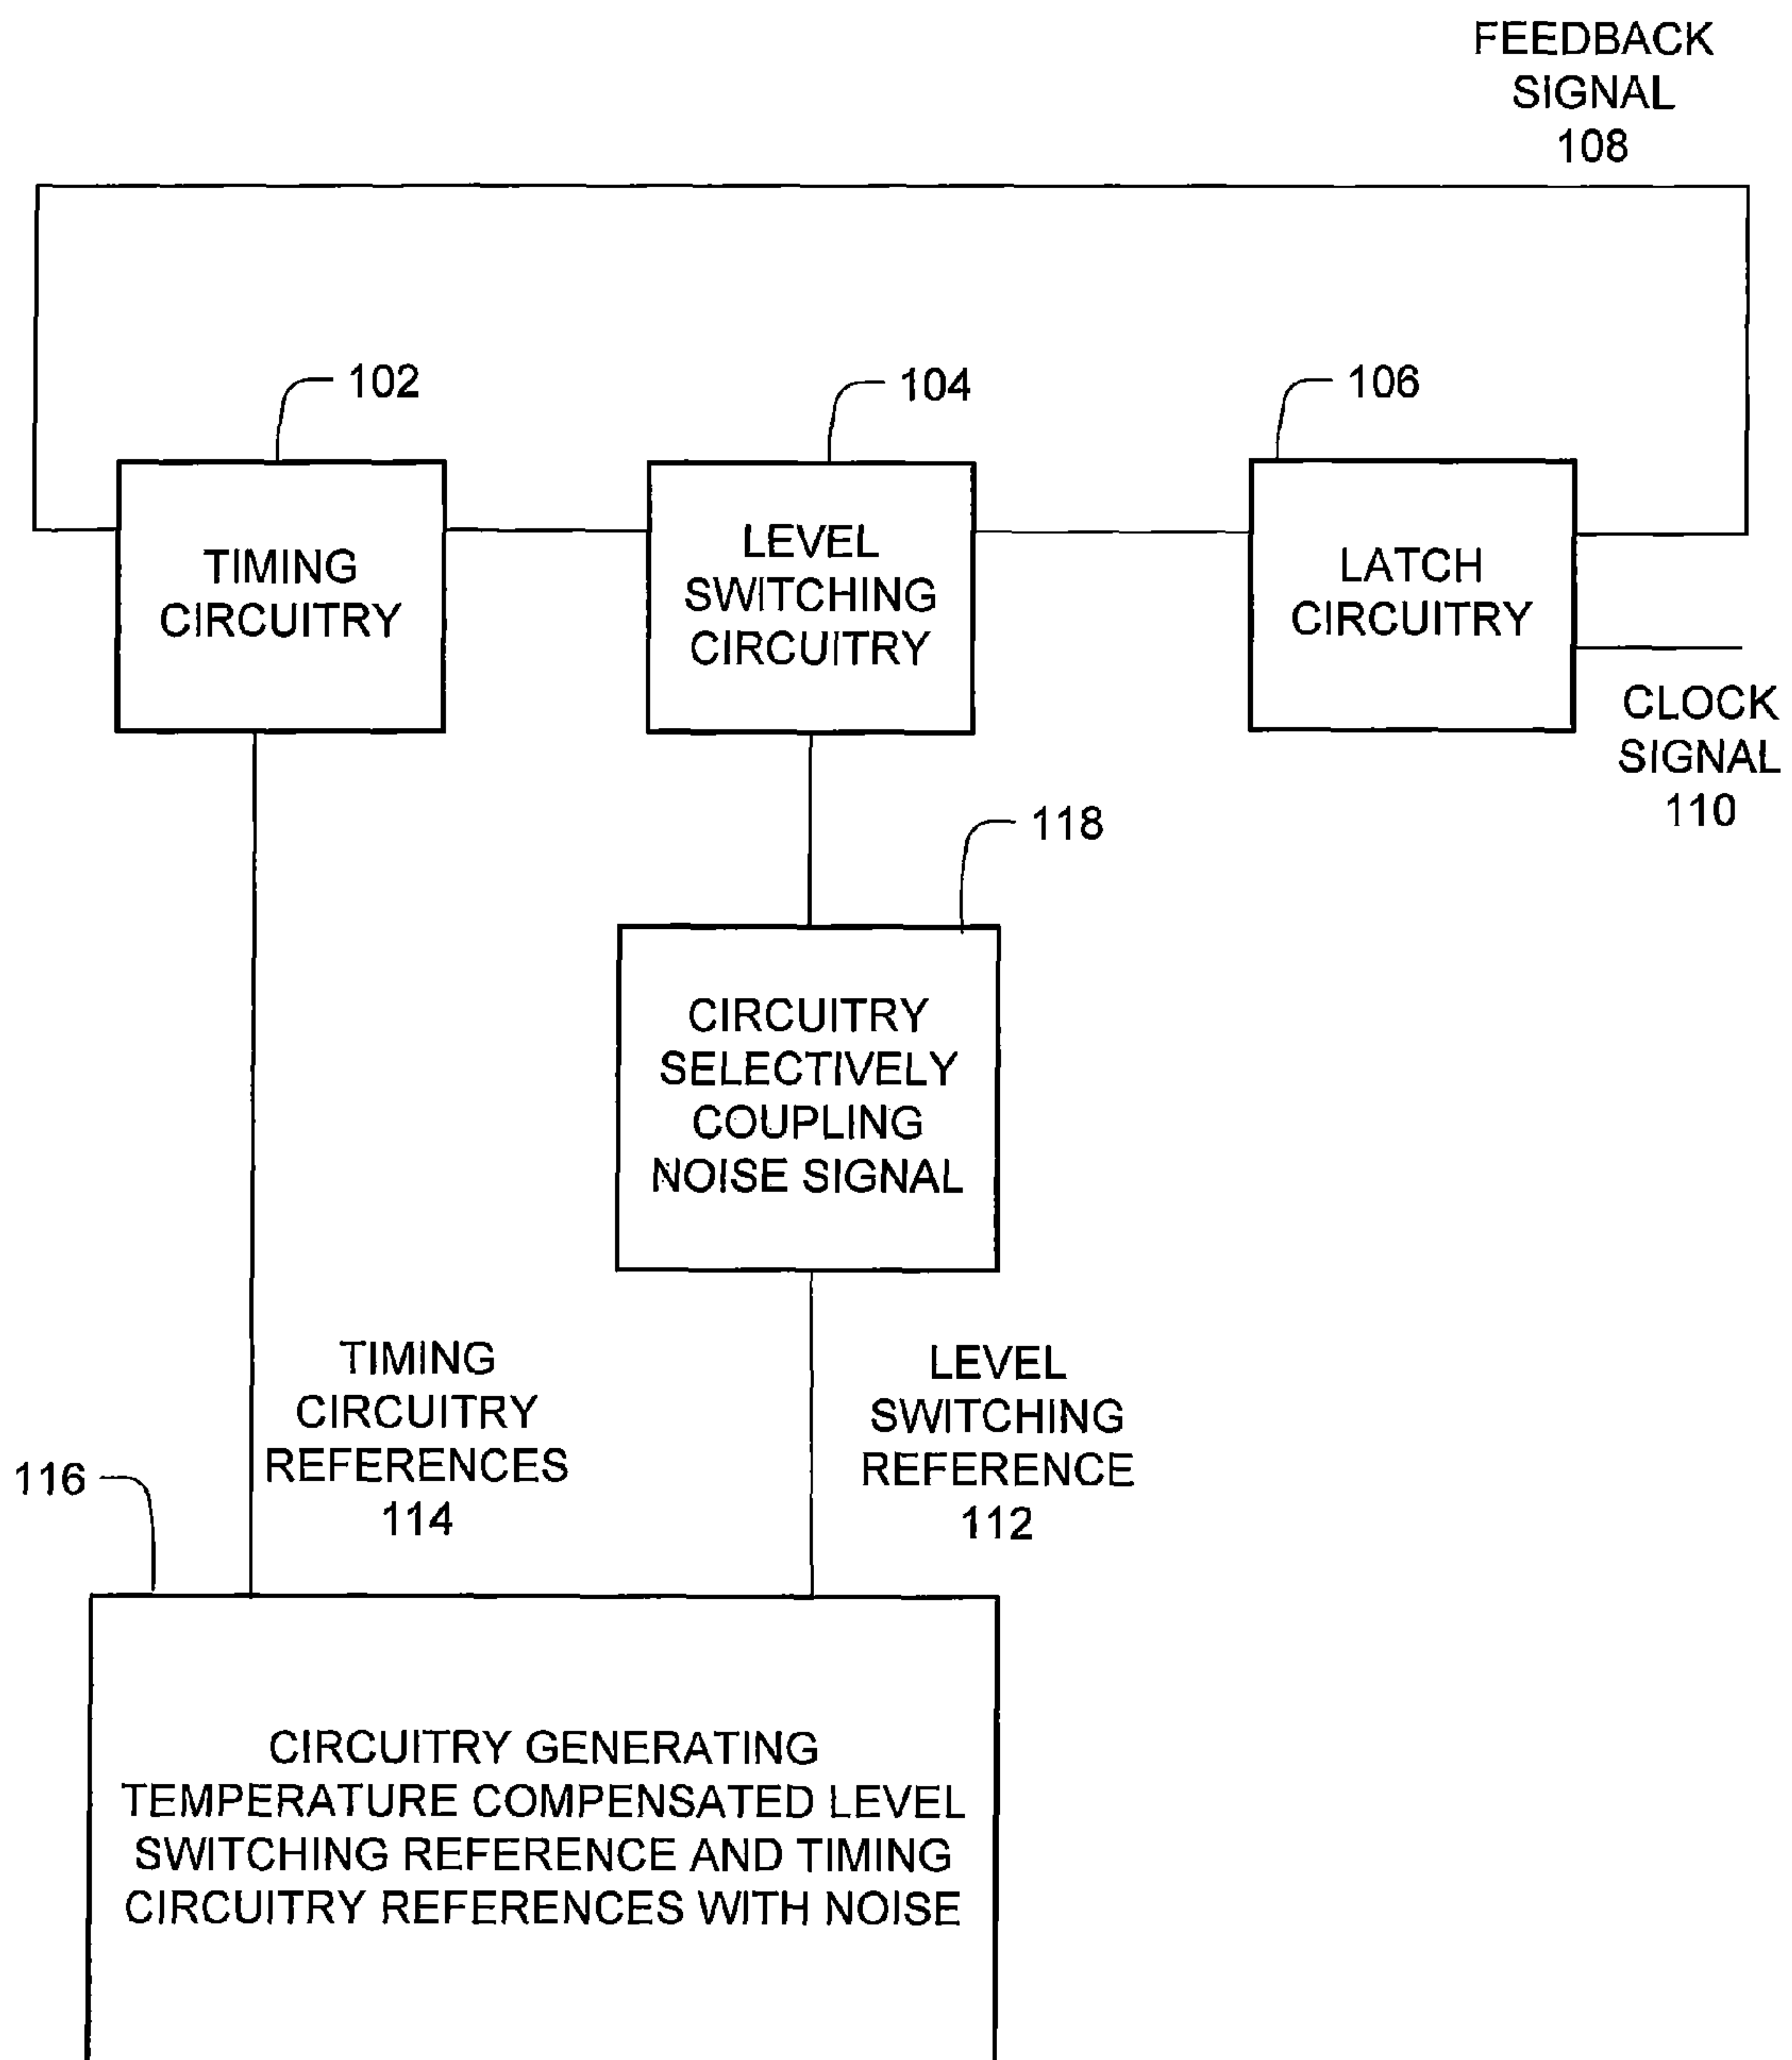 FEEDBACK
SIGNAL
108
102
104
106
TIMING
CIRCUITRY
LEVEL
SWITCHING
CIRCUITRY
LATCH
CIRCUITRY
CLOCK
SIGNAL
110
118
CIRCUITRY
SELECTIVELY
COUPLING
NOISE SIGNAL
TIMING
CIRCUITRY
REFERENCES
114
LEVEL
SWITCHING
REFERENCE
112
116
CIRCUITRY GENERATING
TEMPERATURE COMPENSATED LEVEL
SWITCHING REFERENCE AND TIMING
CIRCUITRY REFERENCES WITH NOISE